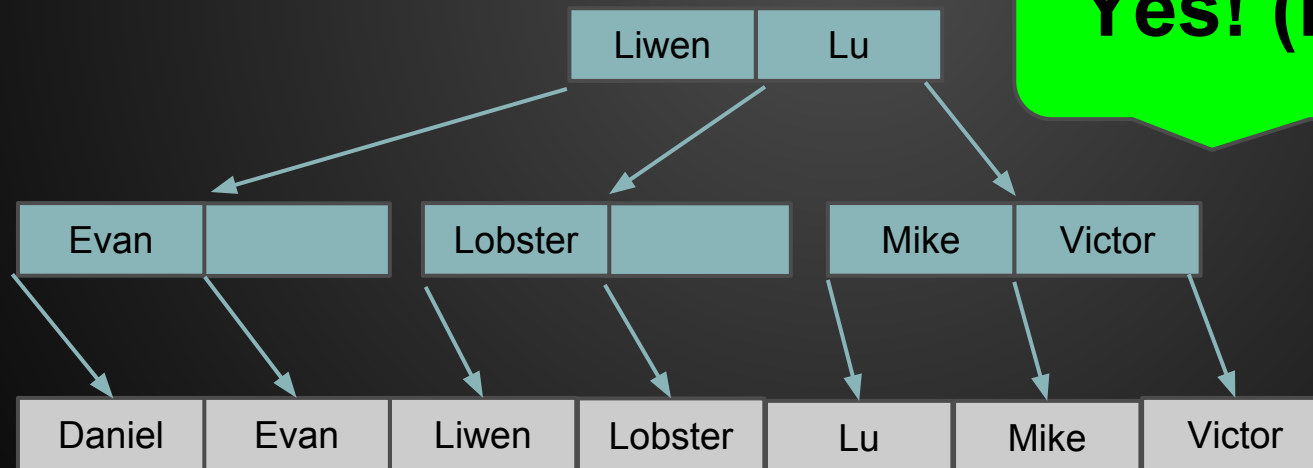 Yes! (
Liwen Lu
Evan Lobster Mike Victor
Daniel Evan Liwen Lobster Lu Mike Victor